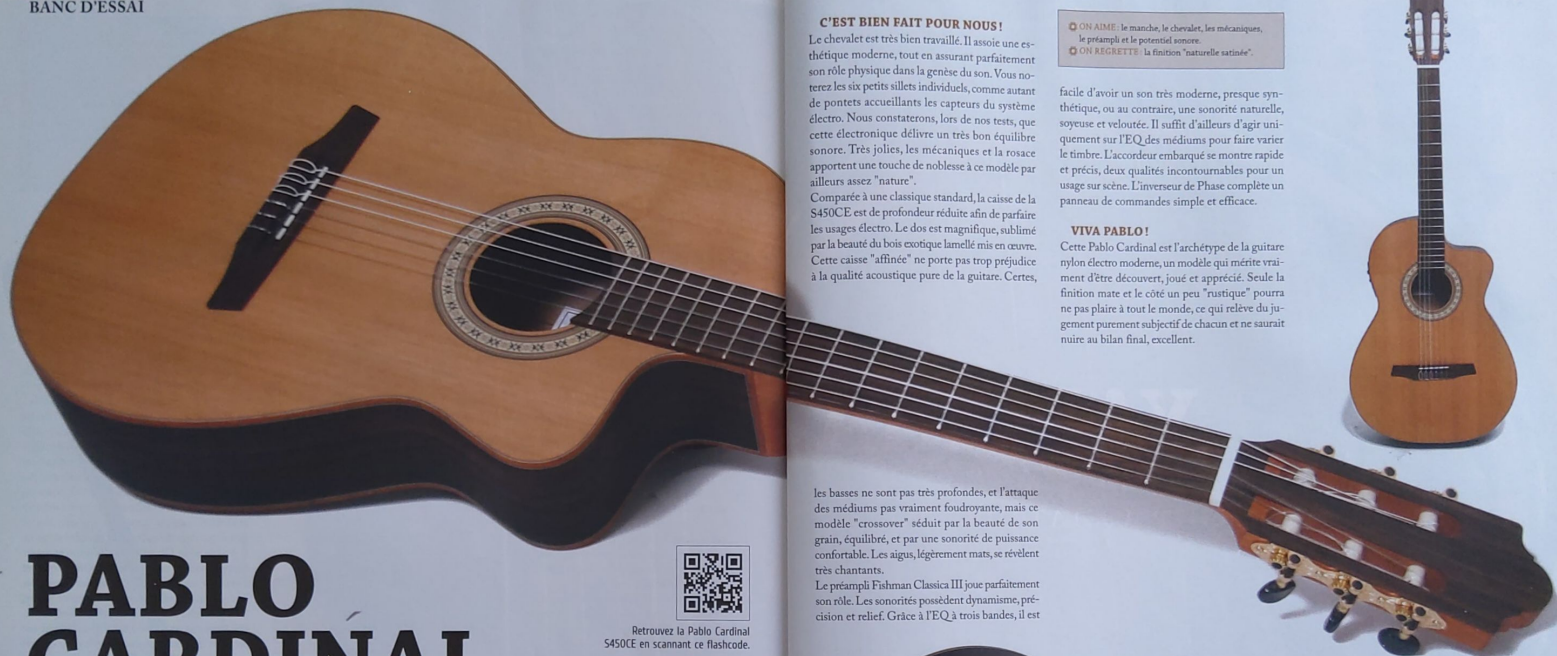 BANC D'ESSAI
PABLO
CARDINAL
Retrouvez la Pablo Cardinal
S450CE en scannant ce flashcode.
C'EST BIEN FAIT POUR NOUS !
Le chevalet est très bien travaillé. Il assoie une es-
thétique moderne, tout en assurant parfaitement
son rôle physique dans la genèse du son. Vous no-
terez les six petits sillets individuels, comme autant
de pontets accueillants les capteurs du système
électro. Nous constaterons, lors de nos tests, que
cette électronique délivre un très bon équilibre
sonore. Très jolies, les mécaniques et la rosace
apportent une touche de noblesse à ce modèle par
ailleurs assez "nature".
Comparée à une classique standard, la caisse de la
S450CE est de profondeur réduite afin de parfaire
les usages électro. Le dos est magnifique, sublimé
par la beauté du bois exotique lamellé mis en œuvre.
Cette caisse "affinée" ne porte pas trop préjudice
à la qualité acoustique pure de la guitare. Certes,
les basses ne sont pas très profondes, et l'attaque
des médiums pas vraiment foudroyante, mais ce
modèle "crossover" séduit par la beauté de son
grain, équilibré, et par une sonorité de puissance
confortable. Les aigus, légèrement mats, se révèlent
très chantants.
Le préampli Fishman Classica III joue parfaitement
son rôle. Les sonorités possèdent dynamisme, pré-
cision et relief. Grâce à l'EQ à trois bandes, il est
ON AIME : le manche, le chevalet, les mécaniques,
le préampli et le potentiel sonore.
ON REGRETTE : la finition "naturelle satinée".
facile d'avoir un son très moderne, presque syn-
thétique, ou au contraire, une sonorité naturelle,
soyeuse et veloutée. Il suffit d'ailleurs d'agir uni-
quement sur l'EQ des médiums pour faire varier
le timbre. L'accordeur embarqué se montre rapide
et précis, deux qualités incontournables pour un
usage sur scène. L'inverseur de Phase complète un
panneau de commandes simple et efficace.
VIVA PABLO !
Cette Pablo Cardinal est l'archétype de la guitare
nylon électro moderne, un modèle qui mérite vrai-
ment d'être découvert, joué et apprécié. Seule la
finition mate et le côté un peu "rustique" pourra
ne pas plaire à tout le monde, ce qui relève du ju-
gement purement subjectif de chacun et ne saurait
nuire au bilan final, excellent.